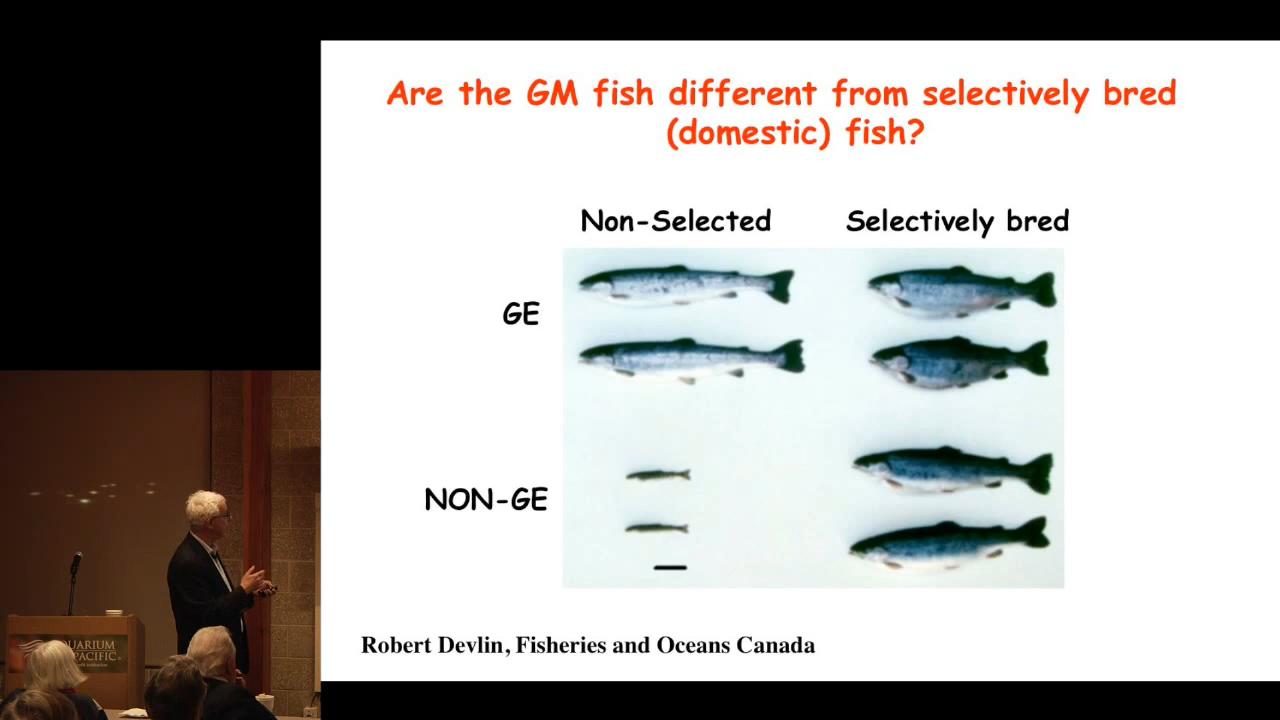 Are the GM fish different from selectively bred
(domestic) fish?
Non-Selected
Selectively bred
GE
NON-GE
Robert Devlin, Fisheries and Oceans Canada
PACIFIC